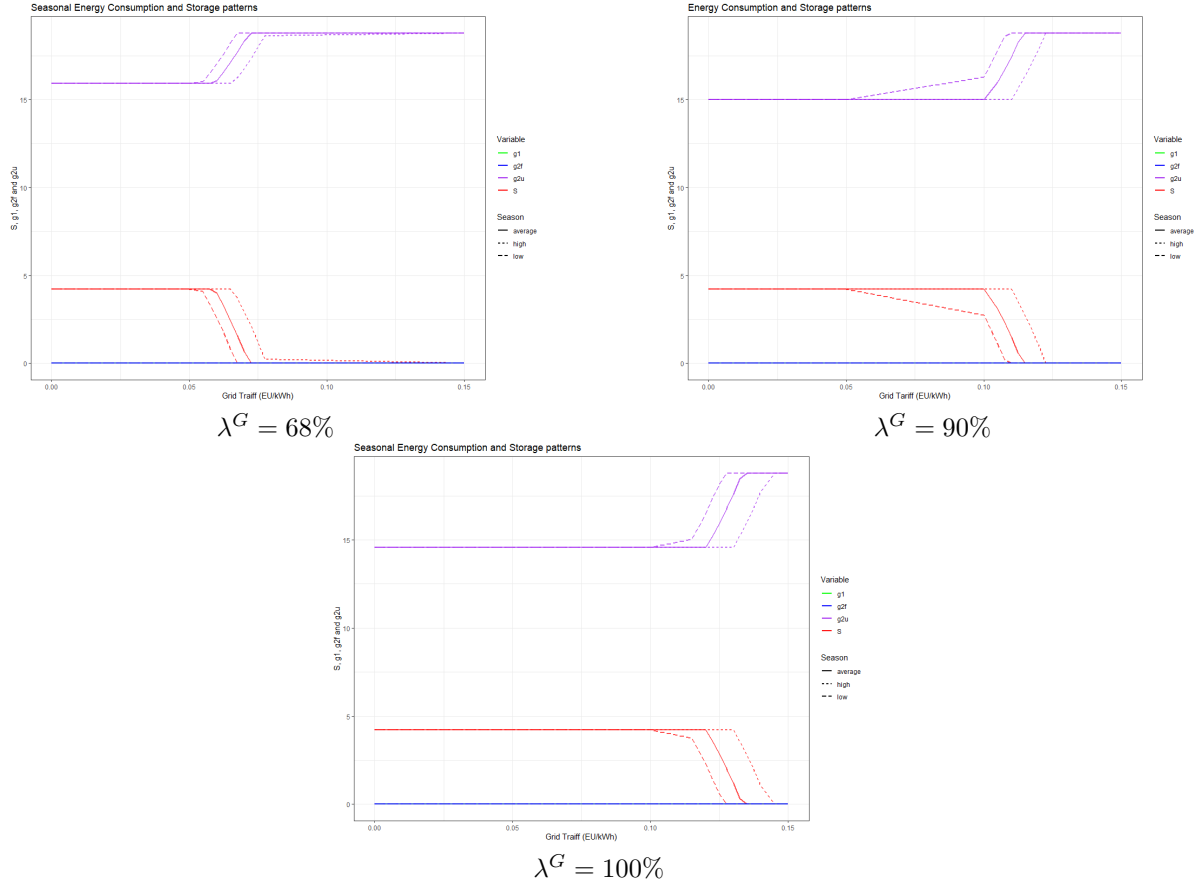 Seasonal Energy Consumption and Storage patterns
S, g1, g2f and g2u
15
10
5
0
0.00 0.05 0.10 0.15
Grid Traiff (EU/kWh)
Variable
g1
g2f
g2u
S
Season
average
high
low
λ^G = 68%
Energy Consumption and Storage patterns
S, g1, g2f and g2u
15
10
5
0
0.00 0.05 0.10 0.15
Grid Tariff (EU/kWh)
Variable
g1
g2f
g2u
S
Season
average
high
low
λ^G = 90%
Seasonal Energy Consumption and Storage patterns
S, g1, g2f and g2u
15
10
5
0
0.00 0.05 0.10 0.15
Grid Traiff (EU/kWh)
Variable
g1
g2f
g2u
S
Season
average
high
low
λ^G = 100%